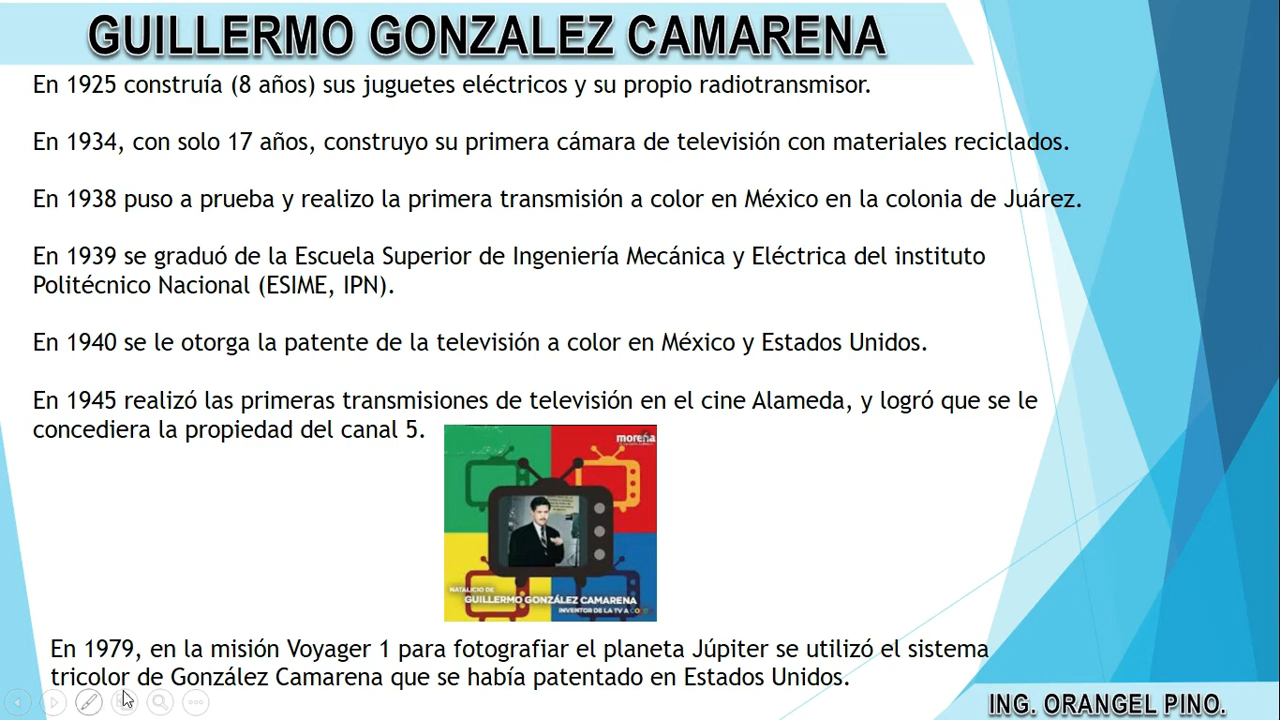 GUILLERMO GONZALEZ CAMARENA
En 1925 construía (8 años) sus juguetes eléctricos y su propio radiotransmisor.
En 1934, con solo 17 años, construyo su primera cámara de televisión con materiales reciclados.
En 1938 puso a prueba y realizo la primera transmisión a color en México en la colonia de Juárez.
En 1939 se graduó de la Escuela Superior de Ingeniería Mecánica y Eléctrica del instituto
Politécnico Nacional (ESIME, IPN).
En 1940 se le otorga la patente de la televisión a color en México y Estados Unidos.
En 1945 realizó las primeras transmisiones de televisión en el cine Alameda, y logró que se le
concediera la propiedad del canal 5.
morena
NATALICIO DE
GUILLERMO GONZÁLEZ CAMARENA
INVENTOR DE LA TV A COLOR
En 1979, en la misión Voyager 1 para fotografiar el planeta Júpiter se utilizó el sistema
tricolor de González Camarena que se había patentado en Estados Unidos.
ING. ORANGEL PINO.